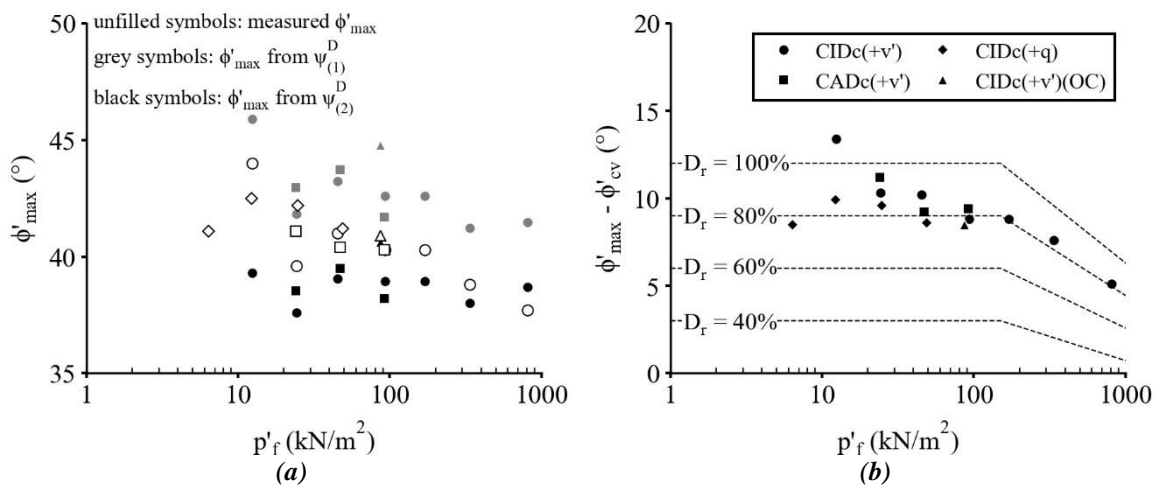 unfilled symbols: measured ϕ'max
grey symbols: ϕ'max from ψD(1)
black symbols: ϕ'max from ψD(2)
50
45
40
35
ϕ'max (°)
1 10 100 1000
p'f (kN/m²)
(a)
CIDc(+v') CIDc(+q)
CADc(+v') CIDc(+v')(OC)
20
15
10
5
0
ϕ'max - ϕ'cv (°)
Dr = 100%
Dr = 80%
Dr = 60%
Dr = 40%
1 10 100 1000
p'f (kN/m²)
(b)